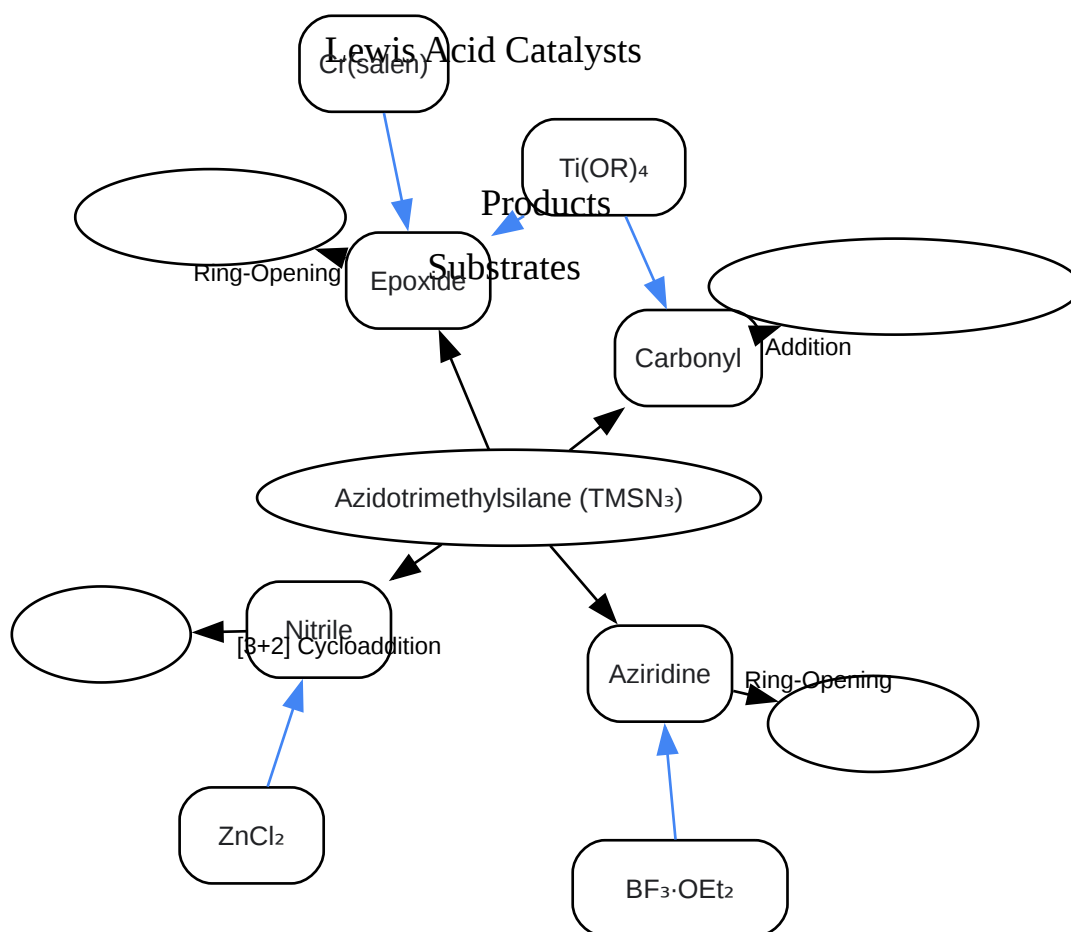 Lewis Acid Catalysts
Cr(salen)
Ti(OR)₄
Products
Ring-Opening
Epoxide
Substrates
Carbonyl
Addition
Azidotrimethylsilane (TMSN₃)
Nitrile
[3+2] Cycloaddition
Aziridine
Ring-Opening
ZnCl₂
BF₃·OEt₂